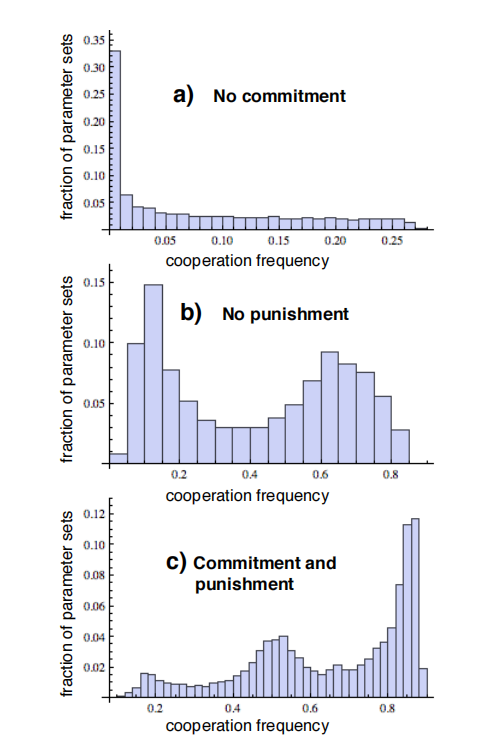 0.35
0.30
0.25
0.20
0.15
0.10
0.05
fraction of parameter sets
a) No commitment
0.05 0.10 0.15 0.20 0.25
cooperation frequency
0.15
0.10
0.05
fraction of parameter sets
b) No punishment
0.2 0.4 0.6 0.8
cooperation frequency
0.12
0.10
0.08
0.06
0.04
0.02
fraction of parameter sets
c) Commitment and
punishment
0.2 0.4 0.6 0.8
cooperation frequency